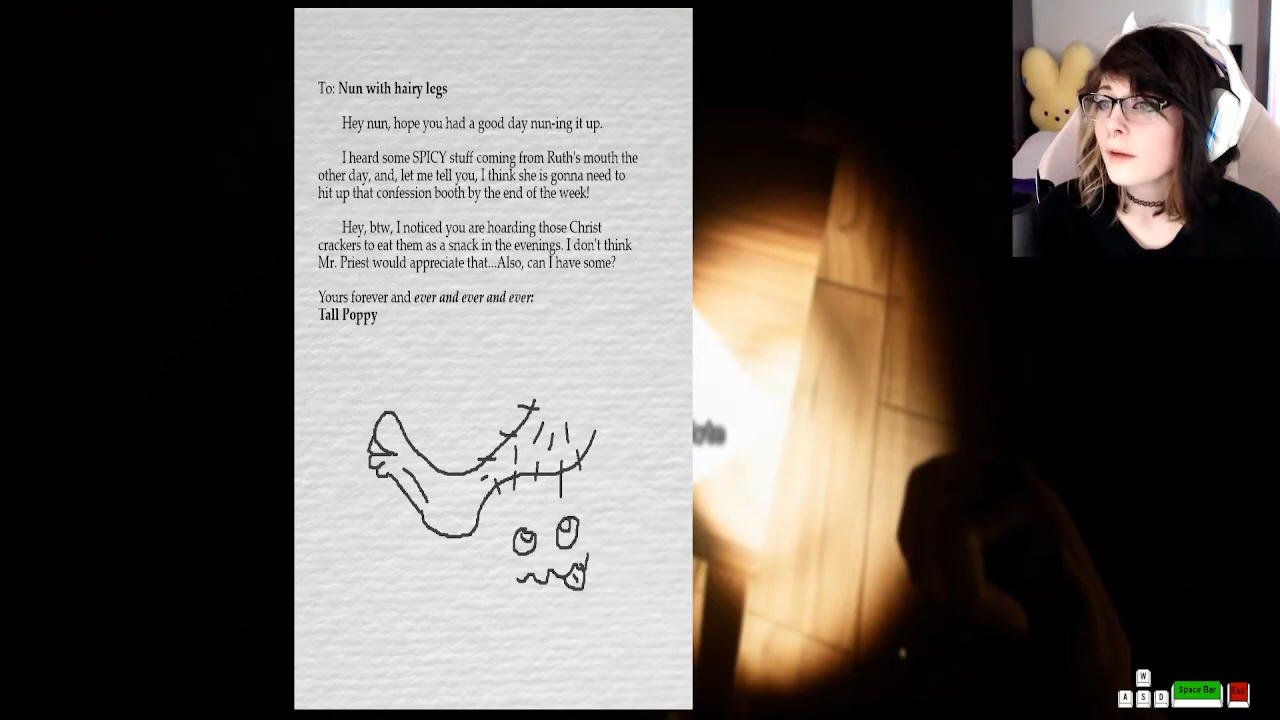 To: Nun with hairy legs
Hey nun, hope you had a good day nun-ing it up.
I heard some SPICY stuff coming from Ruth's mouth the
other day, and, let me tell you, I think she is gonna need to
hit up that confession booth by the end of the week!
Hey, btw, I noticed you are hoarding those Christ
crackers to eat them as a snack in the evenings. I don't think
Mr. Priest would appreciate that...Also, can I have some?
Yours forever and ever and ever and ever:
Tall Poppy
W
A S D Space Bar Esc